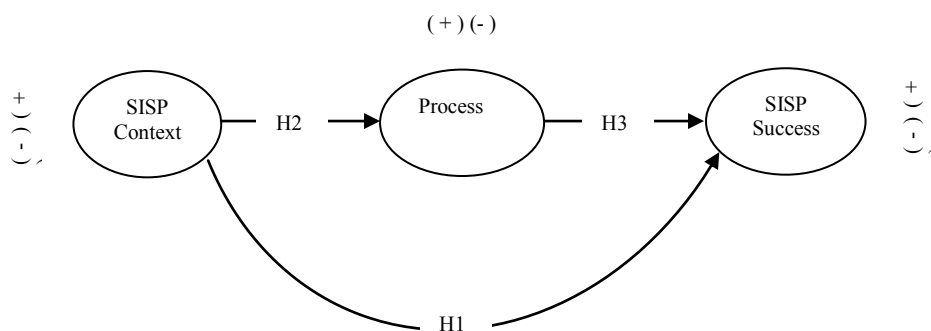 ( + ) ( - )
( + ) ( - )
SISP
Context
H2
Process
H3
SISP
Success
( + ) ( - )
H1